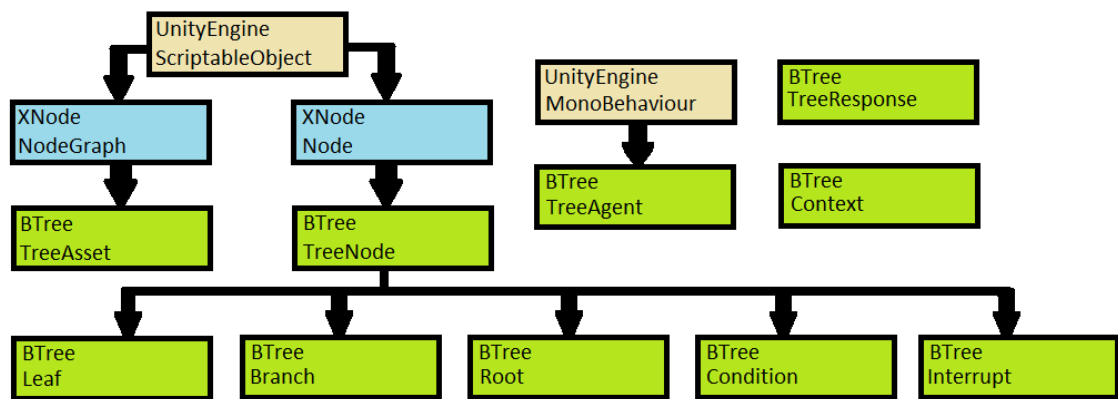 UnityEngine
ScriptableObject
UnityEngine
MonoBehaviour
BTree
TreeResponse
XNode
NodeGraph
XNode
Node
BTree
TreeAgent
BTree
Context
BTree
TreeAsset
BTree
TreeNode
BTree
Leaf
BTree
Branch
BTree
Root
BTree
Condition
BTree
Interrupt